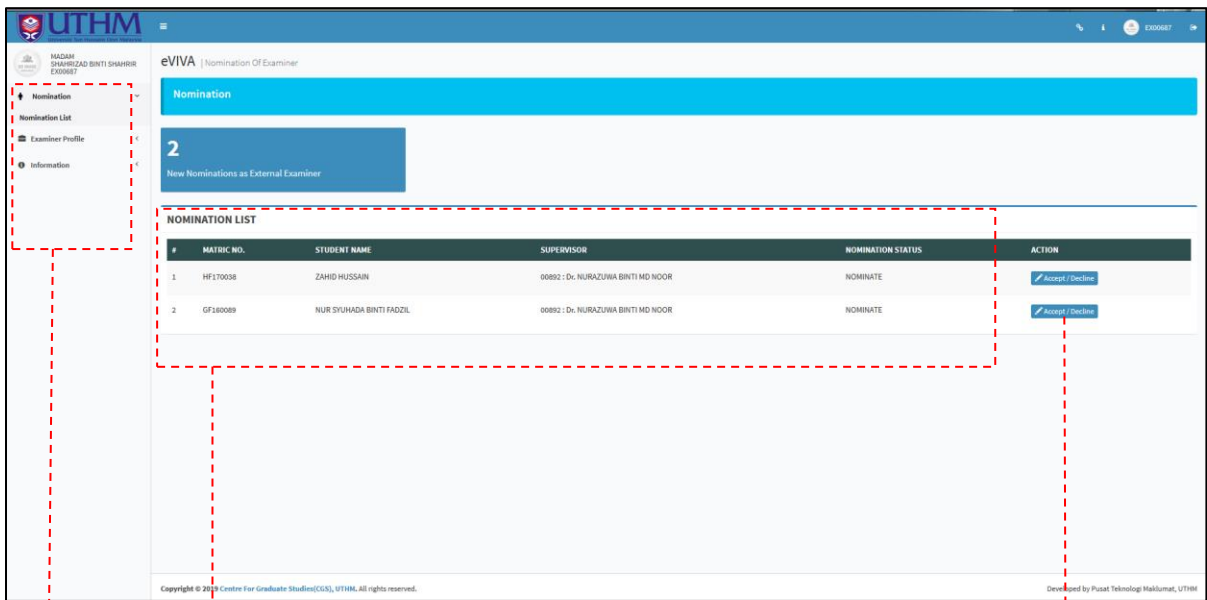 UTHM
Universiti Tun Hussein Onn Malaysia
EX00687
MADAM
SHAHRIZAD BINTI SHAHRIR
EX00687
eVIVA | Nomination Of Examiner
Nomination
Nomination List
Examiner Profile
Information
Nomination
2
New Nominations as External Examiner
NOMINATION LIST
# MATRIC NO. STUDENT NAME SUPERVISOR NOMINATION STATUS ACTION
1 HF170038 ZAHID HUSSAIN 00892 : Dr. NURAZUWA BINTI MD NOOR NOMINATE Accept / Decline
2 GF160089 NUR SYUHADA BINTI FADZIL 00892 : Dr. NURAZUWA BINTI MD NOOR NOMINATE Accept / Decline
Copyright © 2019 Centre For Graduate Studies(CGS), UTHM. All rights reserved. Developed by Pusat Teknologi Maklumat, UTHM